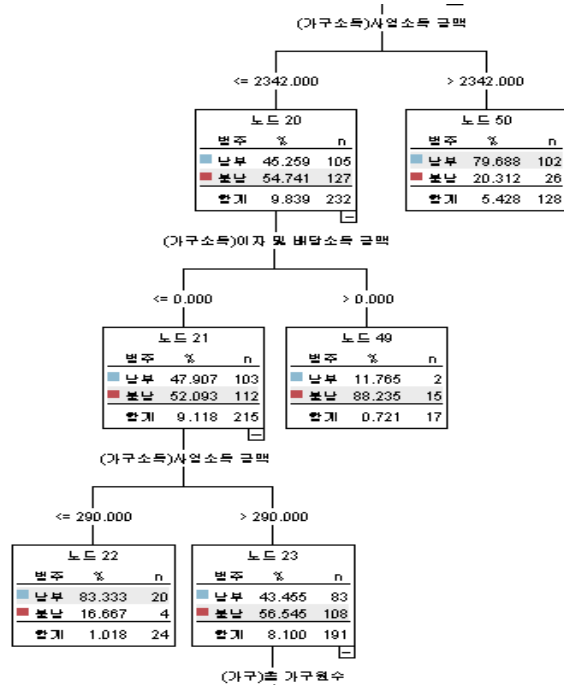 (가구소득)사업소득 금액
<= 2342.000
> 2342.000
노드 20
범주 % n
납부 45.259 105
불납 54.741 127
합계 9.839 232
노드 50
범주 % n
납부 79.688 102
불납 20.312 26
합계 5.428 128
(가구소득)이자 및 배당소득 금액
<= 0.000
> 0.000
노드 21
범주 % n
납부 47.907 103
불납 52.093 112
합계 9.118 215
노드 49
범주 % n
납부 11.765 2
불납 88.235 15
합계 0.721 17
(가구소득)사업소득 금액
<= 290.000
> 290.000
노드 22
범주 % n
납부 83.333 20
불납 16.667 4
합계 1.018 24
노드 23
범주 % n
납부 43.455 83
불납 56.545 108
합계 8.100 191
(가구)총 가구원수